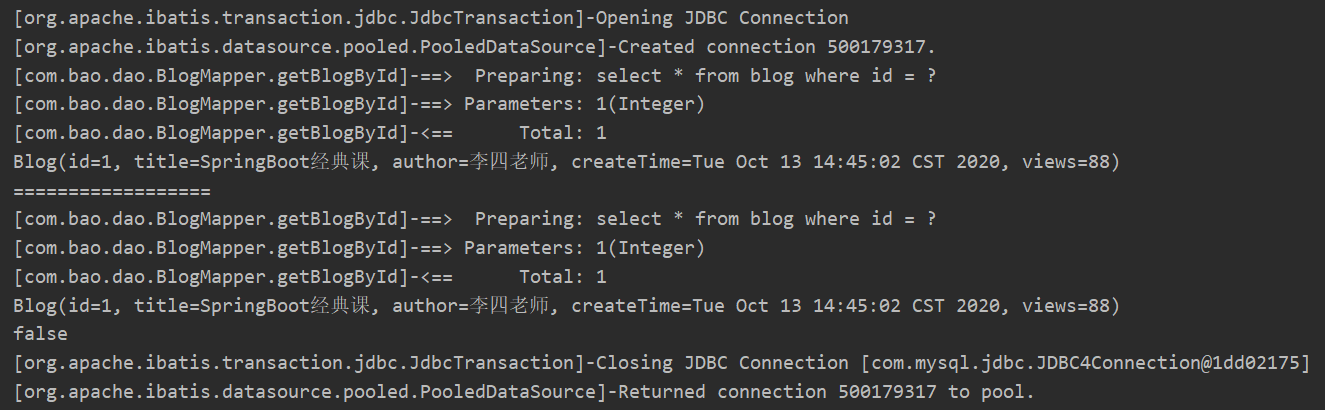 [org.apache.ibatis.transaction.jdbc.JdbcTransaction]-Opening JDBC Connection
[org.apache.ibatis.datasource.pooled.PooledDataSource]-Created connection 500179317.
[com.bao.dao.BlogMapper.getBlogById]-==>  Preparing: select * from blog where id = ?
[com.bao.dao.BlogMapper.getBlogById]-==> Parameters: 1(Integer)
[com.bao.dao.BlogMapper.getBlogById]-<==      Total: 1
Blog(id=1, title=SpringBoot经典课, author=李四老师, createTime=Tue Oct 13 14:45:02 CST 2020, views=88)
==================
[com.bao.dao.BlogMapper.getBlogById]-==>  Preparing: select * from blog where id = ?
[com.bao.dao.BlogMapper.getBlogById]-==> Parameters: 1(Integer)
[com.bao.dao.BlogMapper.getBlogById]-<==      Total: 1
Blog(id=1, title=SpringBoot经典课, author=李四老师, createTime=Tue Oct 13 14:45:02 CST 2020, views=88)
false
[org.apache.ibatis.transaction.jdbc.JdbcTransaction]-Closing JDBC Connection [com.mysql.jdbc.JDBC4Connection@1dd02175]
[org.apache.ibatis.datasource.pooled.PooledDataSource]-Returned connection 500179317 to pool.